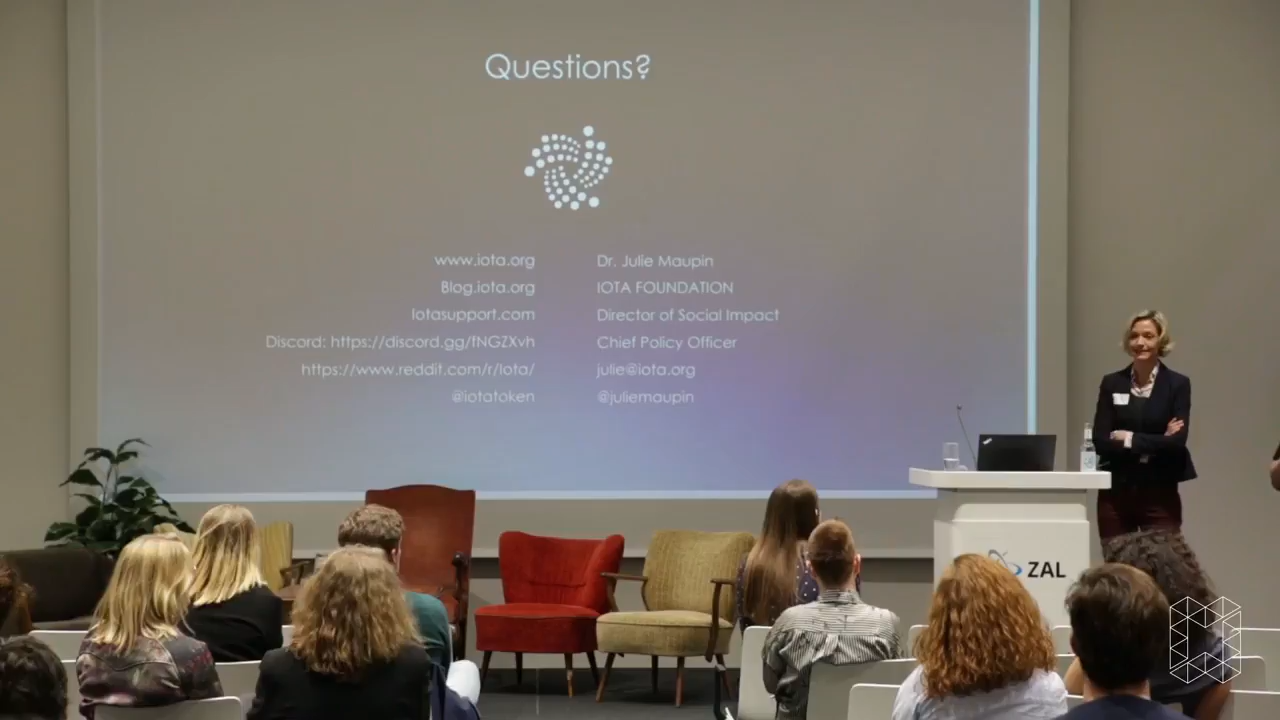 Questions?
www.iota.org
Blog.iota.org
Iotasupport.com
Discord: https://discord.gg/fNGZXvh
https://www.reddit.com/r/Iota/
@iotatoken
Dr. Julie Maupin
IOTA FOUNDATION
Director of Social Impact
Chief Policy Officer
julie@iota.org
@juliemaupin
ZAL